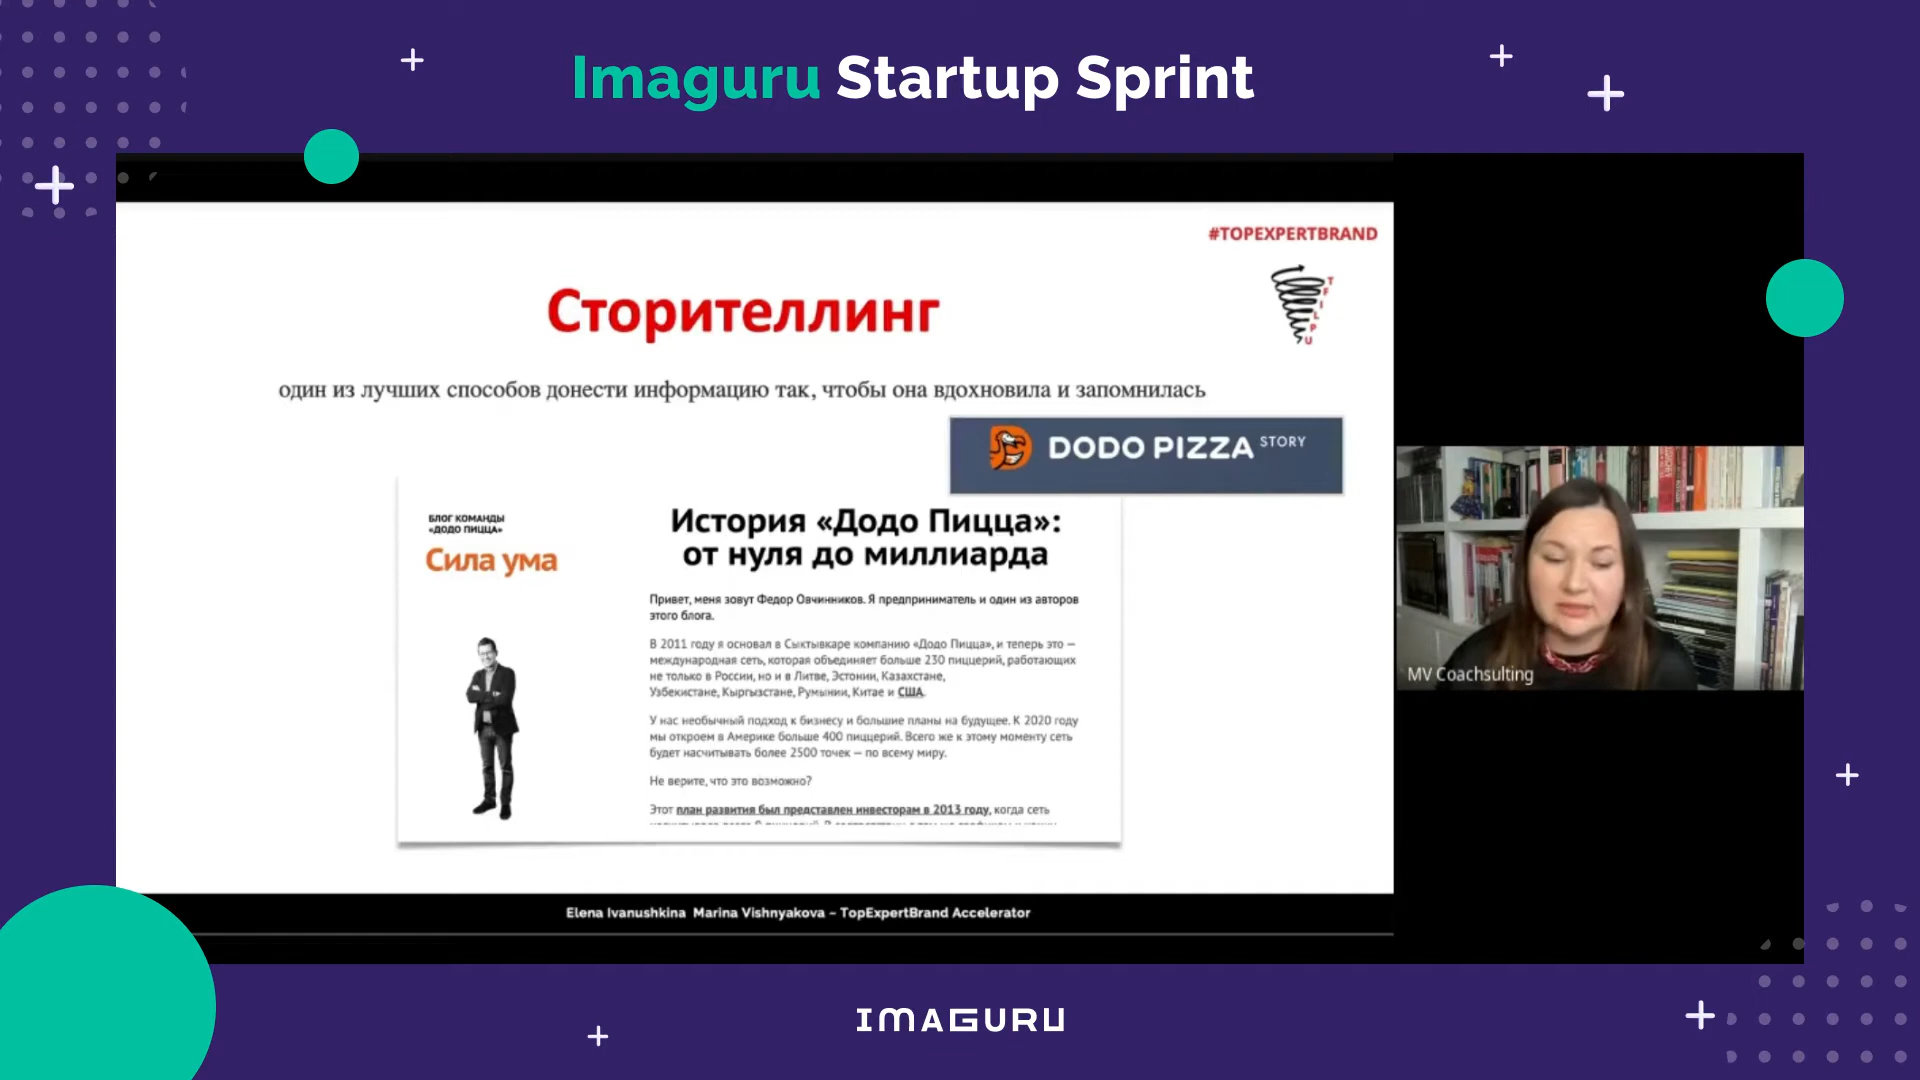 Imaguru Startup Sprint
#TOPEXPERTBRAND
TFILPU
Сторителлинг
один из лучших способов донести информацию так, чтобы она вдохновила и запомнилась
DODO PIZZA STORY
БЛОГ КОМАНДЫ
«ДОДО ПИЦЦА»
Сила ума
История «Додо Пицца»:
от нуля до миллиарда
Привет, меня зовут Федор Овчинников. Я предприниматель и один из авторов
этого блога.
В 2011 году я основал в Сыктывкаре компанию «Додо Пицца», и теперь это —
международная сеть, которая объединяет больше 230 пиццерий, работающих
не только в России, но и в Литве, Эстонии, Казахстане,
Узбекистане, Кыргызстане, Румынии, Китае и США.
У нас необычный подход к бизнесу и большие планы на будущее. К 2020 году
мы откроем в Америке больше 400 пиццерий. Всего же к этому моменту сеть
будет насчитывать более 2500 точек — по всему миру.
Не верите, что это возможно?
Этот план развития был представлен инвесторам в 2013 году, когда сеть
MV Coachsulting
Elena Ivanushkina Marina Vishnyakova – TopExpertBrand Accelerator
IMAGURU